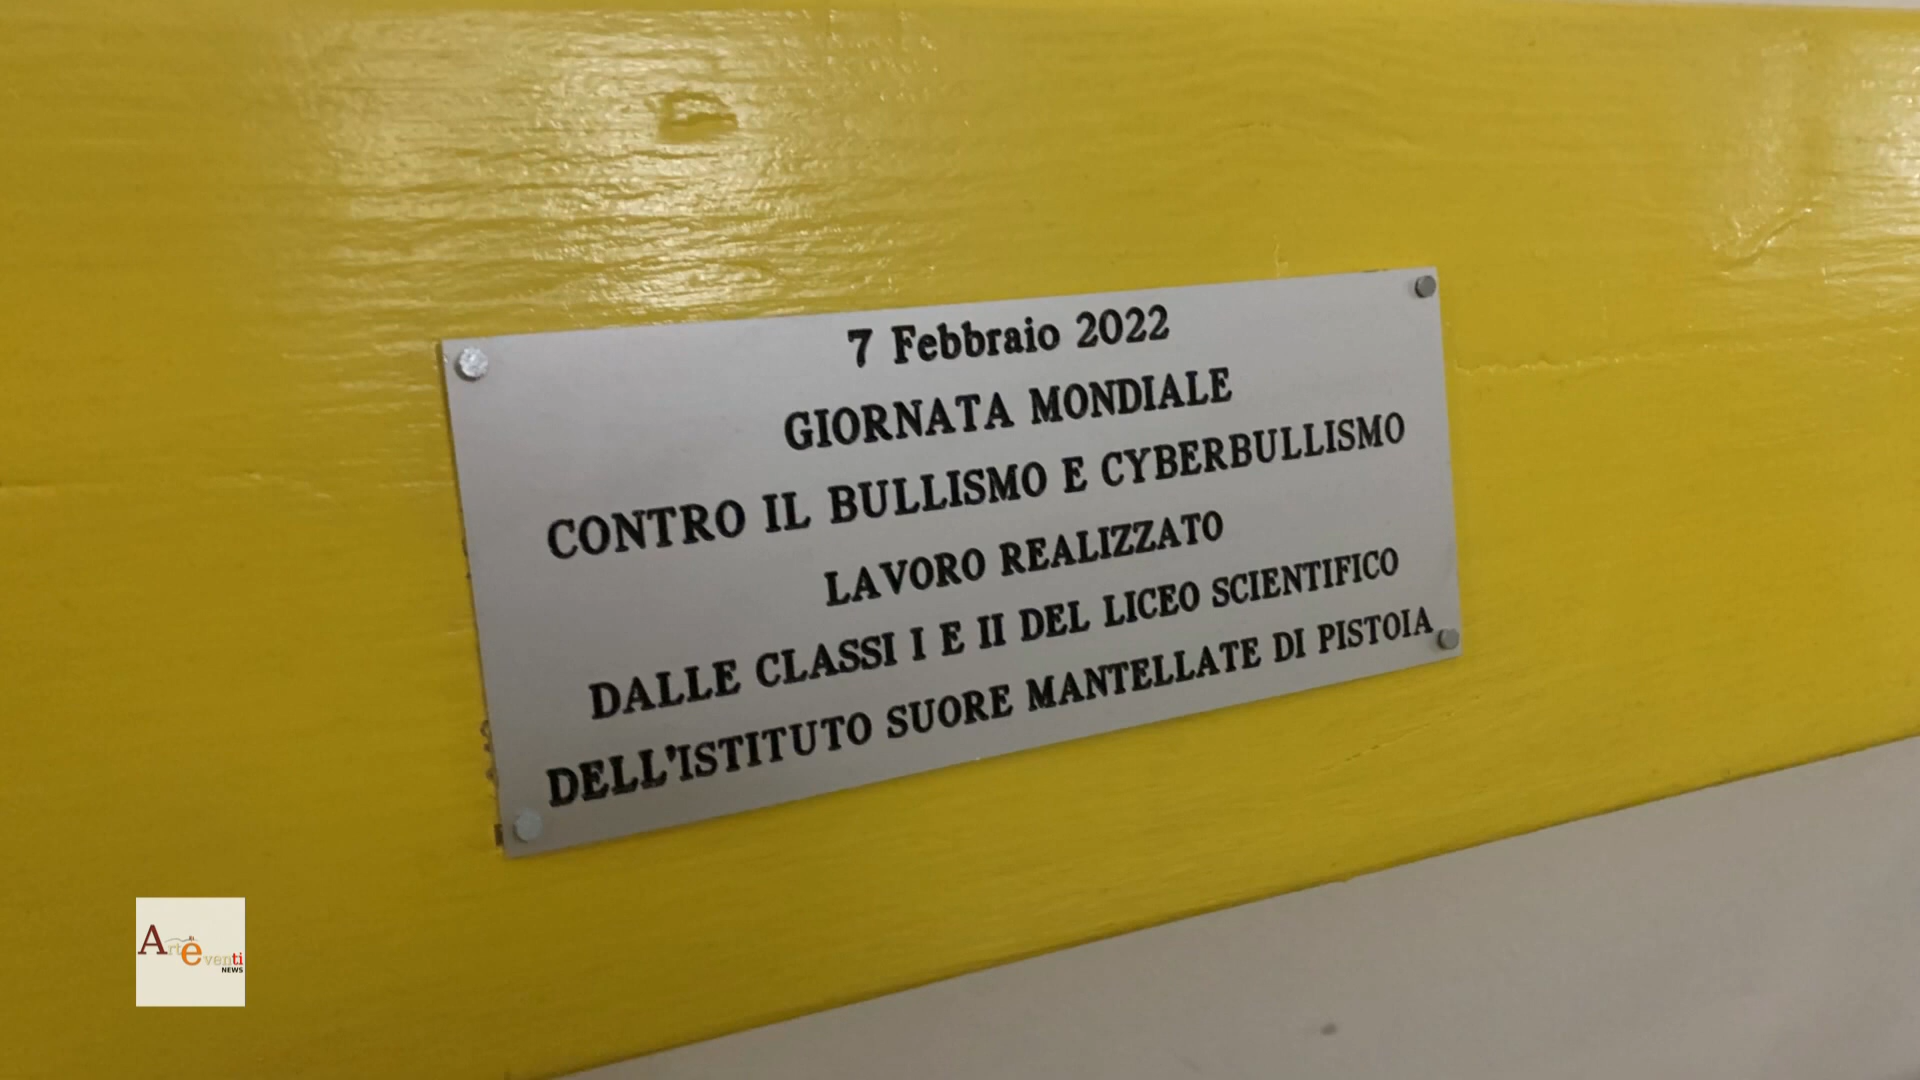 7 Febbraio 2022
GIORNATA MONDIALE
CONTRO IL BULLISMO E CYBERBULLISMO
LAVORO REALIZZATO
DALLE CLASSI I E II DEL LICEO SCIENTIFICO
DELL'ISTITUTO SUORE MANTELLATE DI PISTOIA
Arte eventi
NEWS